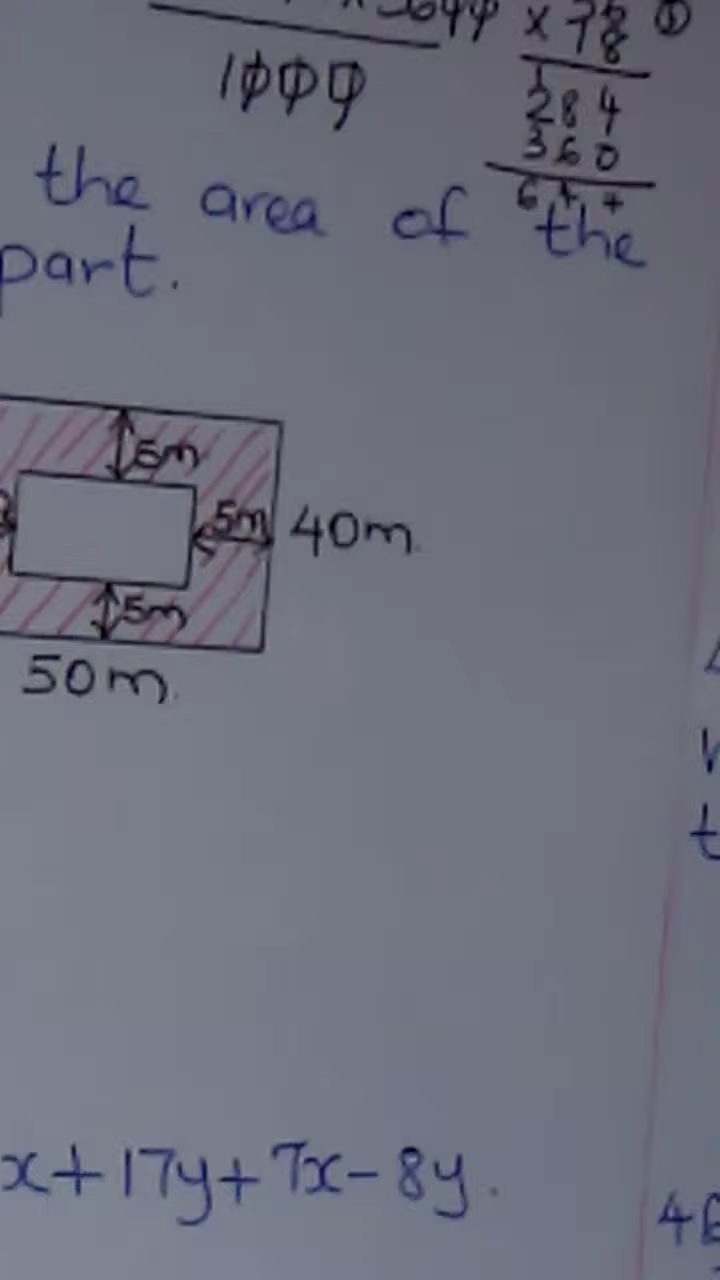 × 78
1000
284
360
the area of the
part.
5m
5m
40m.
5m
50m.
x+17y+7x-8y.